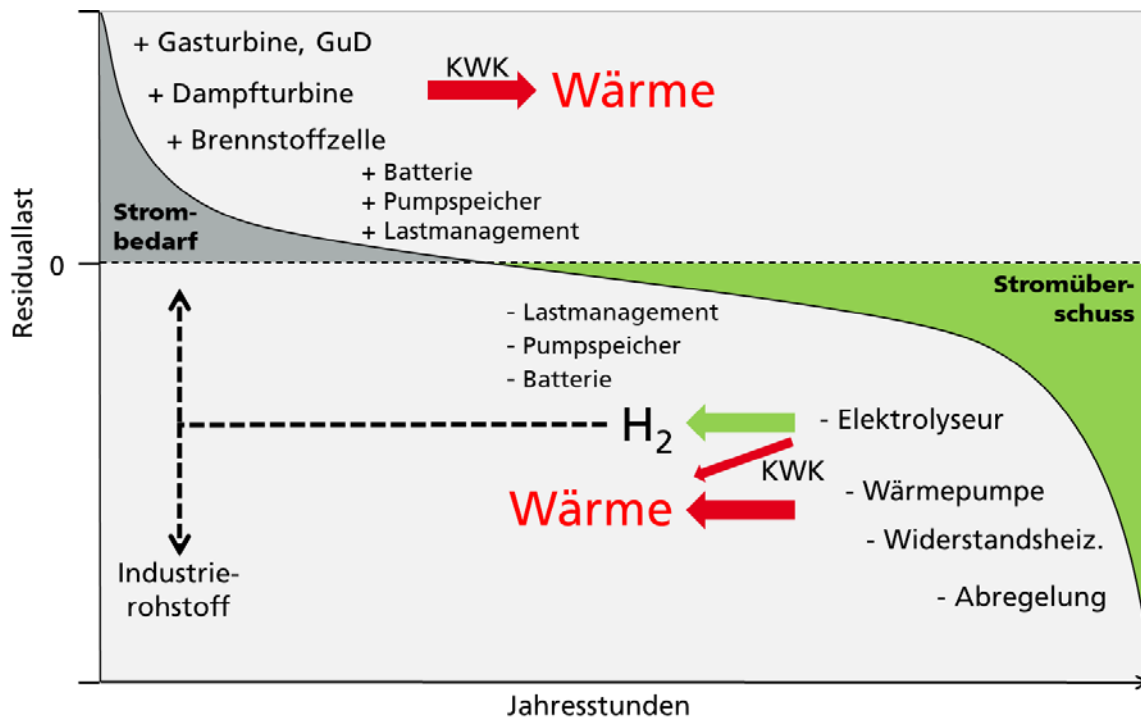 + Gasturbine, GuD
+ Dampfturbine
+ Brennstoffzelle
KWK
Wärme
+ Batterie
+ Pumpspeicher
+ Lastmanagement
Strom-
bedarf
Residuallast
0
Stromüber-
schuss
- Lastmanagement
- Pumpspeicher
- Batterie
H₂
- Elektrolyseur
KWK
Wärme
- Wärmepumpe
- Widerstandsheiz.
- Abregelung
Industrie-
rohstoff
Jahresstunden